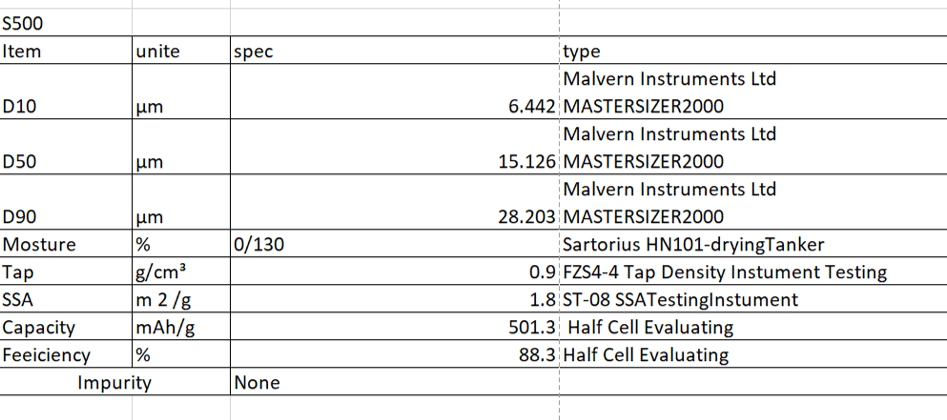 S500
Item unite spec type
Malvern Instruments Ltd
D10 μm 6.442 MASTERSIZER2000
Malvern Instruments Ltd
D50 μm 15.126 MASTERSIZER2000
Malvern Instruments Ltd
D90 μm 28.203 MASTERSIZER2000
Mosture % 0/130 Sartorius HN101-dryingTanker
Tap g/cm³ 0.9 FZS4-4 Tap Density Instument Testing
SSA m 2 /g 1.8 ST-08 SSATestingInstument
Capacity mAh/g 501.3 Half Cell Evaluating
Feeiciency % 88.3 Half Cell Evaluating
Impurity None